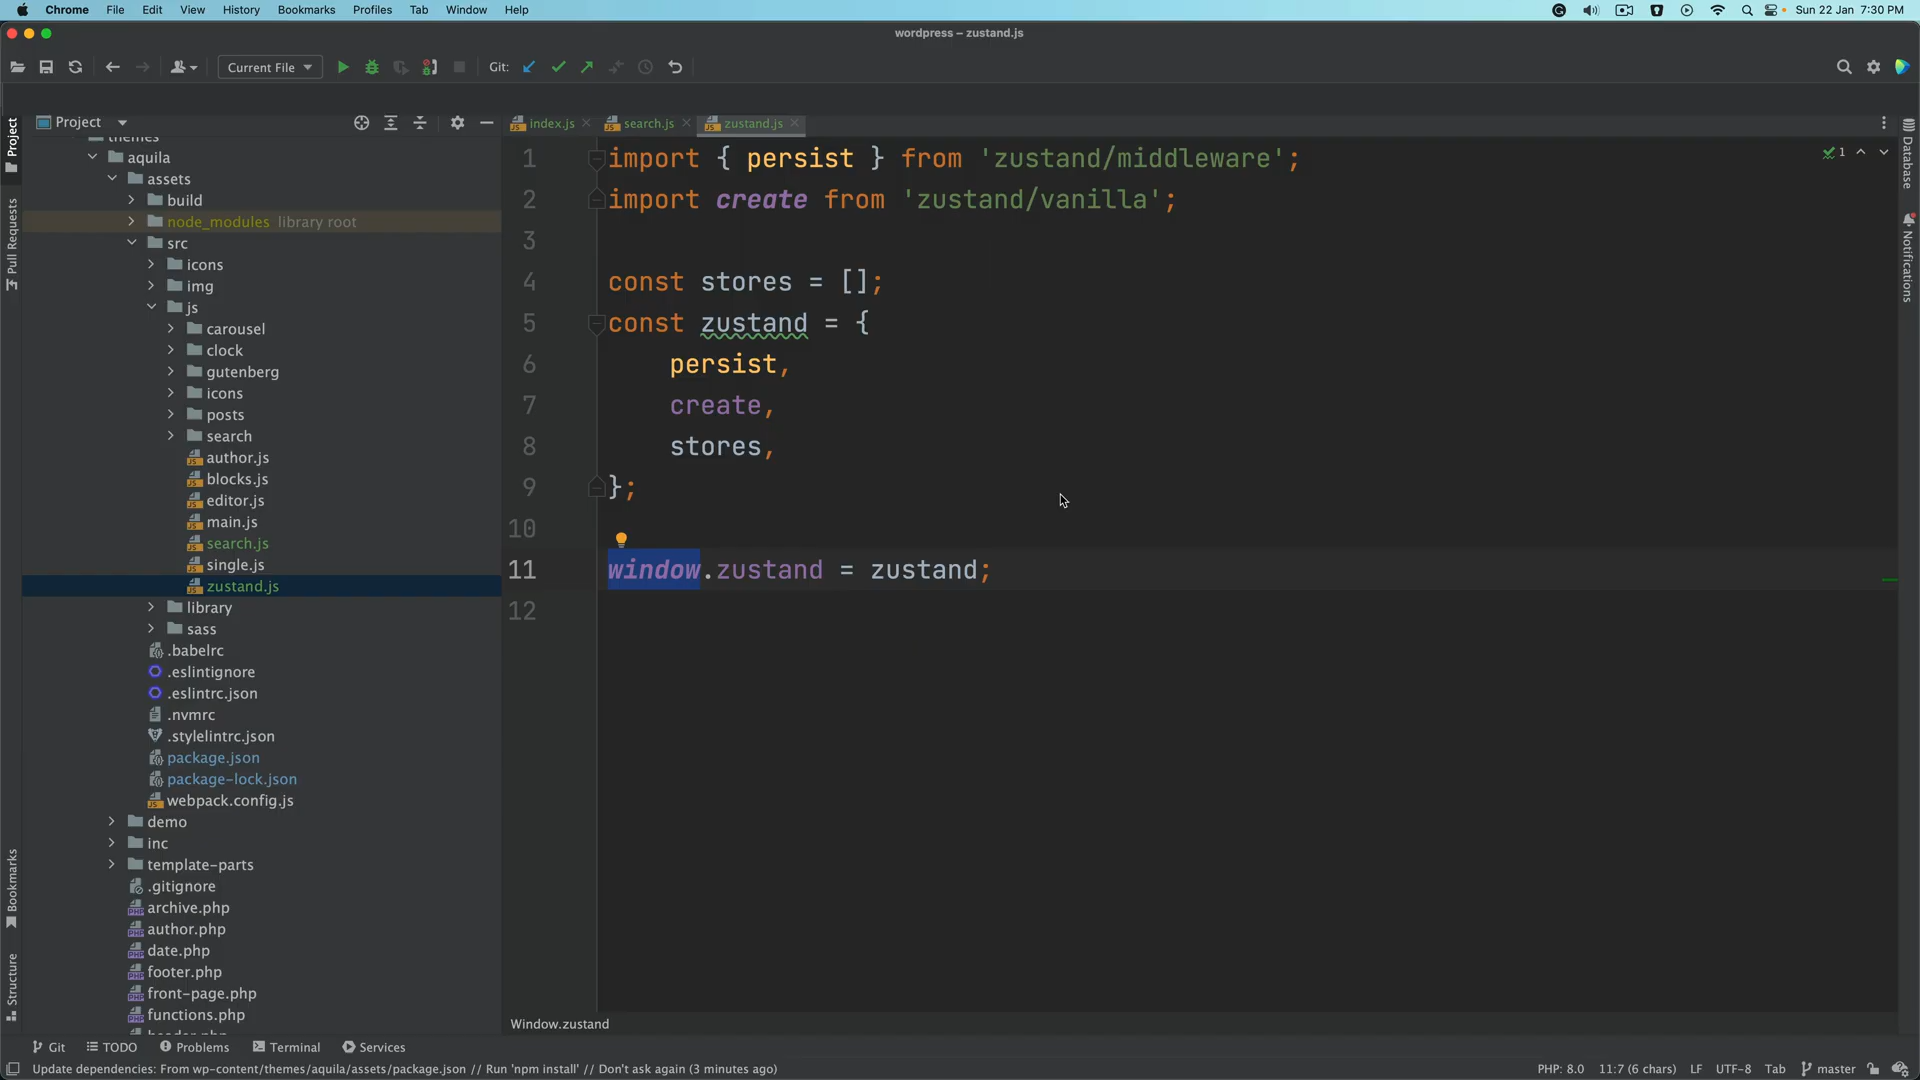 Chrome File Edit View History Bookmarks Profiles Tab Window Help
Sun 22 Jan 7:30 PM
wordpress – zustand.js
Current File
Git:
Project
index.js
search.js
zustand.js
themes
aquila
assets
build
node_modules library root
src
icons
img
js
carousel
clock
gutenberg
icons
posts
search
author.js
blocks.js
editor.js
main.js
search.js
single.js
zustand.js
library
sass
.babelrc
.eslintignore
.eslintrc.json
.nvmrc
.stylelintrc.json
package.json
package-lock.json
webpack.config.js
demo
inc
template-parts
.gitignore
archive.php
author.php
date.php
footer.php
front-page.php
functions.php
header.php
Project
Pull Requests
Bookmarks
Structure
1 import { persist } from 'zustand/middleware';
2 import create from 'zustand/vanilla';
3
4 const stores = [];
5 const zustand = {
6 persist,
7 create,
8 stores,
9 };
10
11 window.zustand = zustand;
12
1
Database
Notifications
Window.zustand
Git TODO Problems Terminal Services
Update dependencies: From wp-content/themes/aquila/assets/package.json // Run 'npm install' // Don't ask again (3 minutes ago)
PHP: 8.0 11:7 (6 chars) LF UTF-8 Tab master